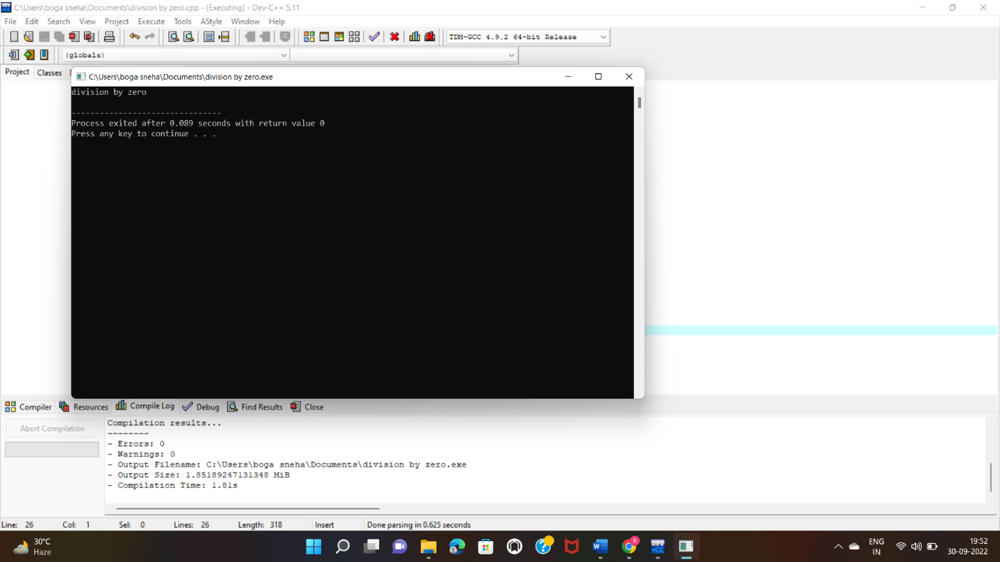 C:\Users\boga sneha\Documents\division by zero.cpp - [Executing] - Dev-C++ 5.11
File Edit Search View Project Execute Tools AStyle Window Help
TDM-GCC 4.9.2 64-bit Release
(globals)
Project Classes
C:\Users\boga sneha\Documents\division by zero.exe
division by zero
--------------------------------
Process exited after 0.089 seconds with return value 0
Press any key to continue . . .
Compiler Resources Compile Log Debug Find Results Close
Abort Compilation
Compilation results...
--------
- Errors: 0
- Warnings: 0
- Output Filename: C:\Users\boga sneha\Documents\division by zero.exe
- Output Size: 1.85189247131348 MiB
- Compilation Time: 1.81s
Line: 26 Col: 1 Sel: 0 Lines: 26 Length: 318 Insert Done parsing in 0.625 seconds
30°C
Haze
DEV
ENG
IN
19:52
30-09-2022